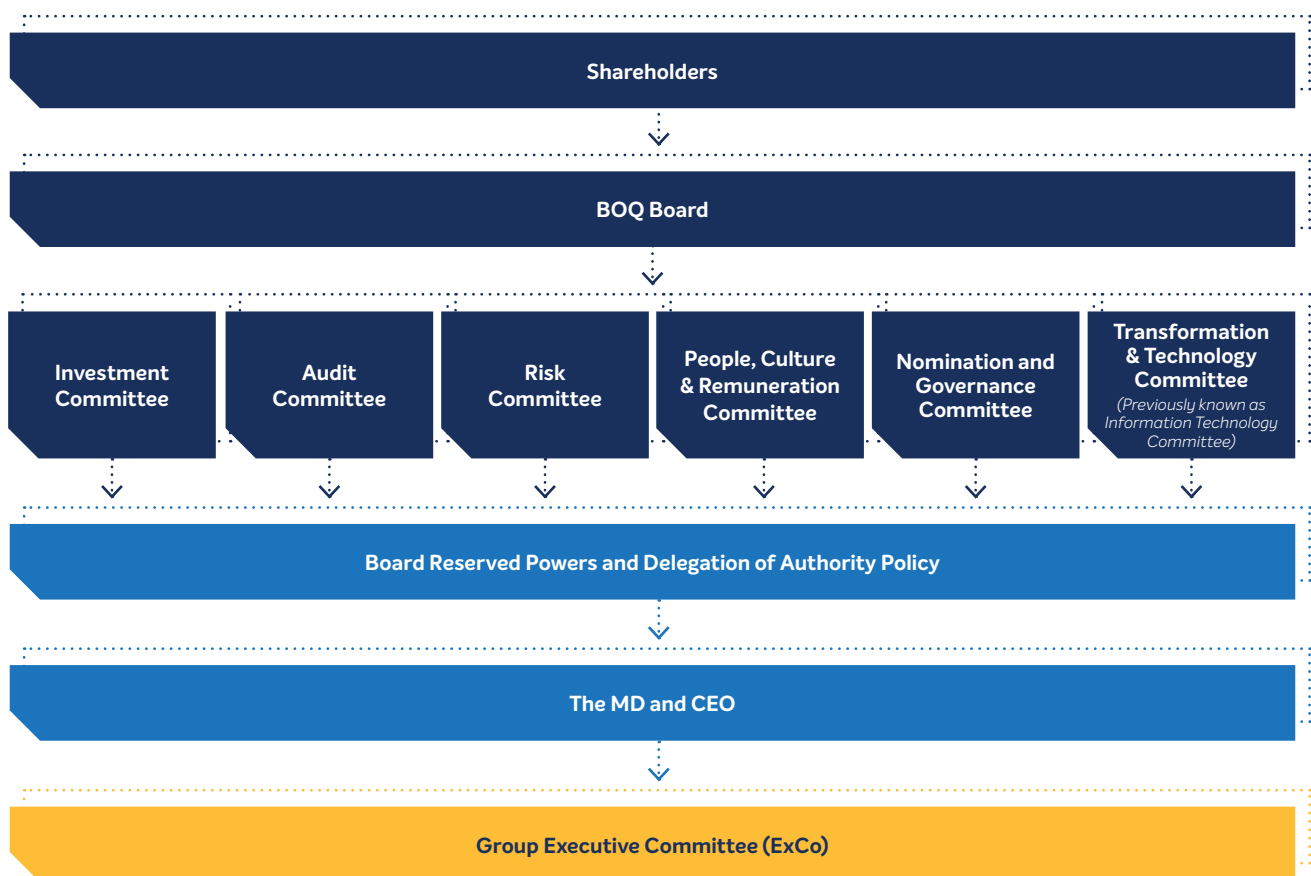 Shareholders
BOQ Board
Investment
Committee
Audit
Committee
Risk
Committee
People, Culture
& Remuneration
Committee
Nomination and
Governance
Committee
Transformation
& Technology
Committee
(Previously known as
Information Technology
Committee)
Board Reserved Powers and Delegation of Authority Policy
The MD and CEO
Group Executive Committee (ExCo)